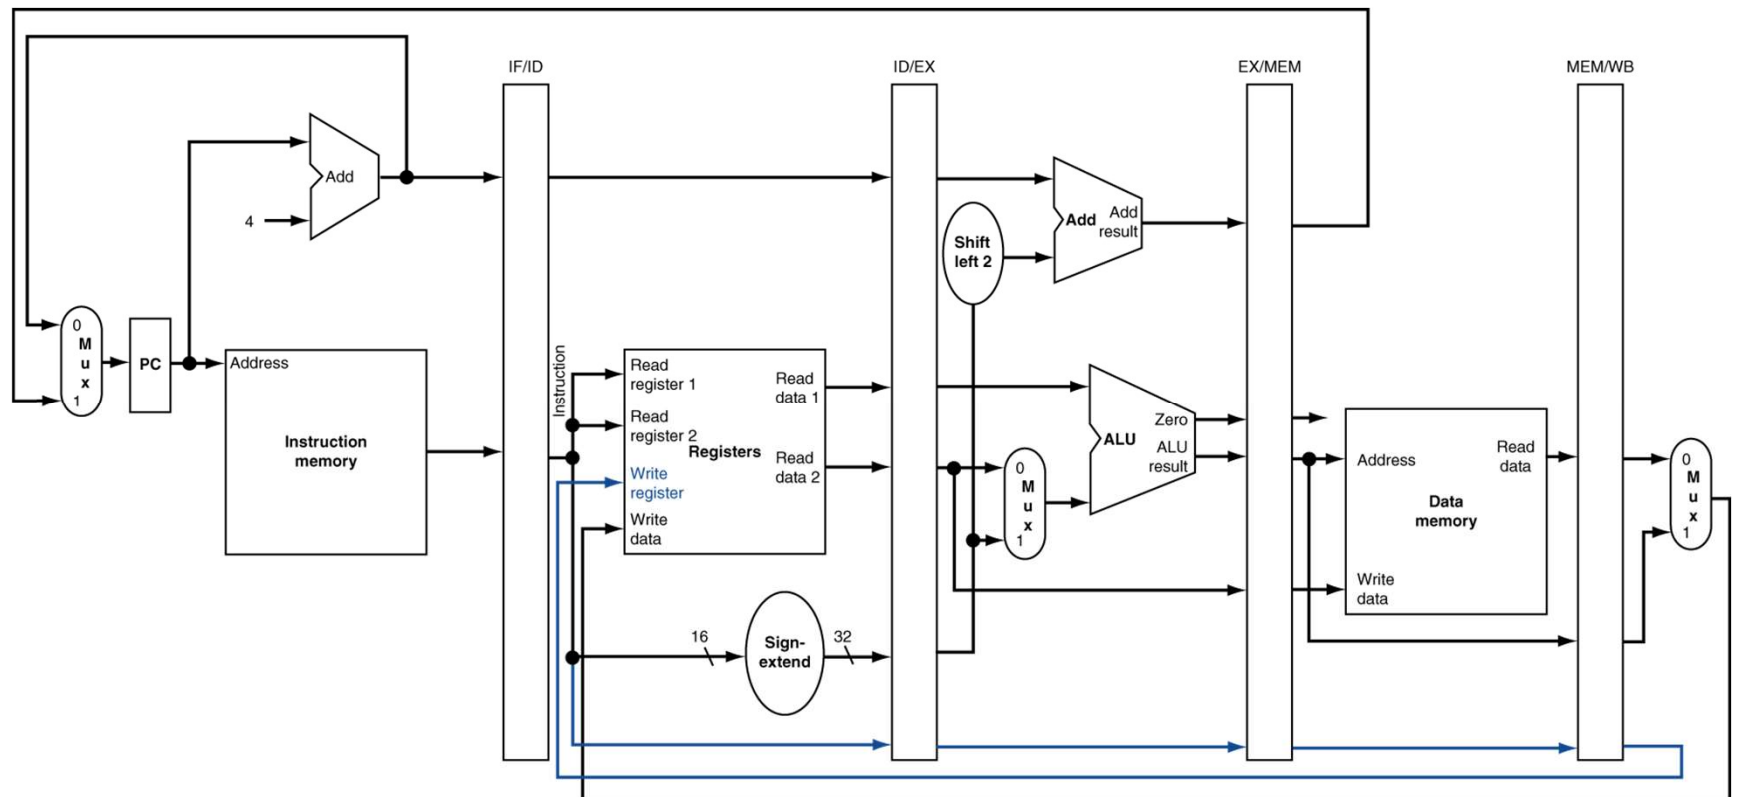 IF/ID
ID/EX
EX/MEM
MEM/WB
Add
4
Add
Add
result
Shift
left 2
0
M
u
x
1
PC
Address
Instruction
memory
Instruction
Read
register 1
Read
register 2
Write
register
Write
data
Registers
Read
data 1
Read
data 2
16
Sign-
extend
32
0
M
u
x
1
Zero
ALU
ALU
result
Address
Read
data
Data
memory
Write
data
0
M
u
x
1